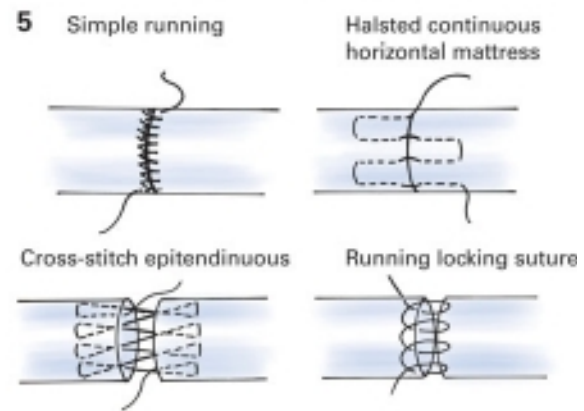 5
Simple running
Halsted continuous
horizontal mattress
Cross-stitch epitendinuous
Running locking suture